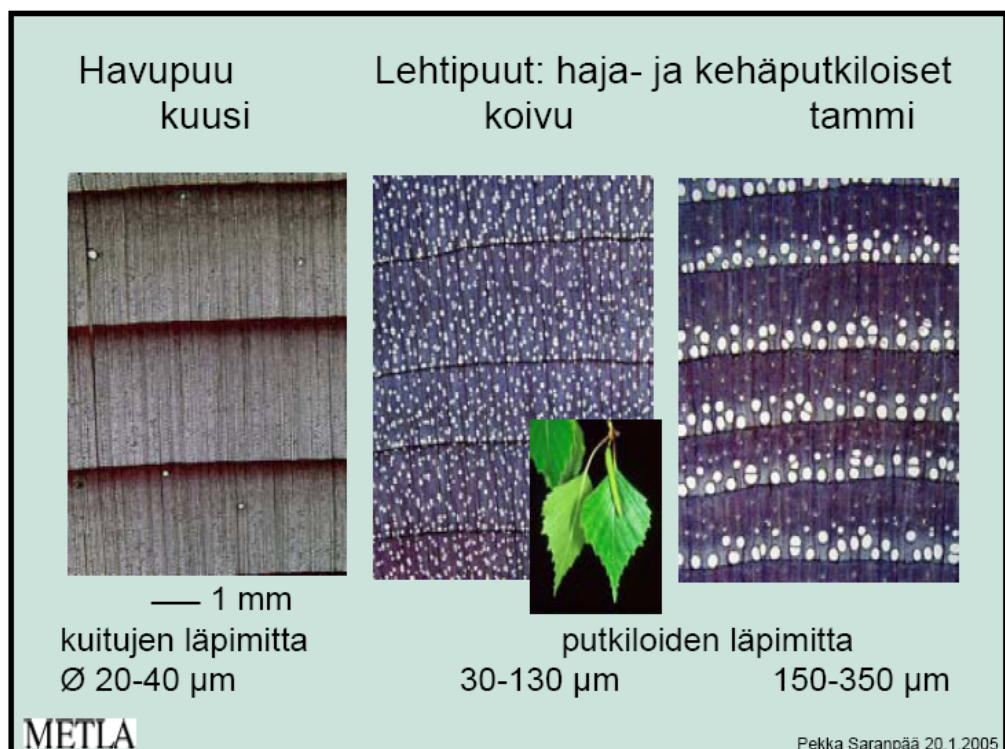 Havupuu
kuusi
Lehtipuut: haja- ja kehäputkiloiset
koivu tammi
1 mm
kuitujen läpimitta
Ø 20-40 µm
putkiloiden läpimitta
30-130 µm 150-350 µm
METLA
Pekka Saranpää 20.1.2005